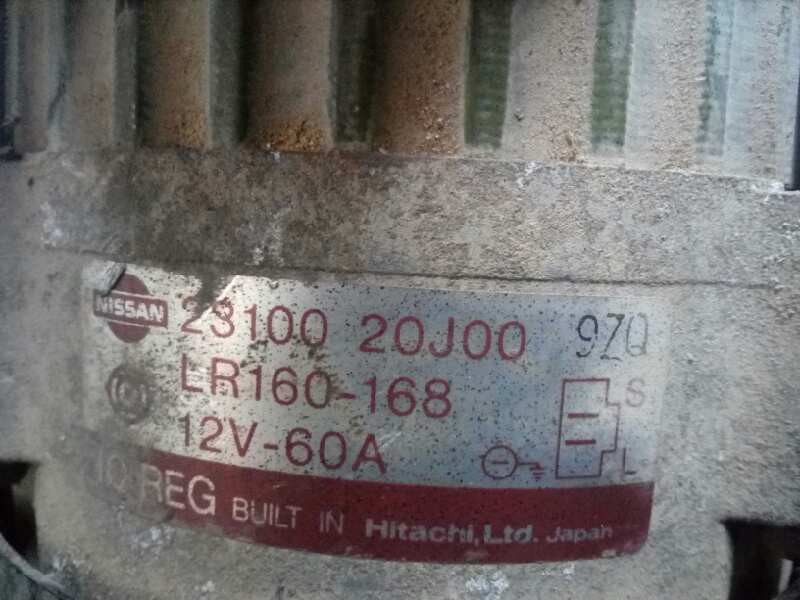 NISSAN 23100 20J00 9ZQ
LR160-168 S
12V-60A L
IC REG BUILT IN Hitachi, Ltd. Japan